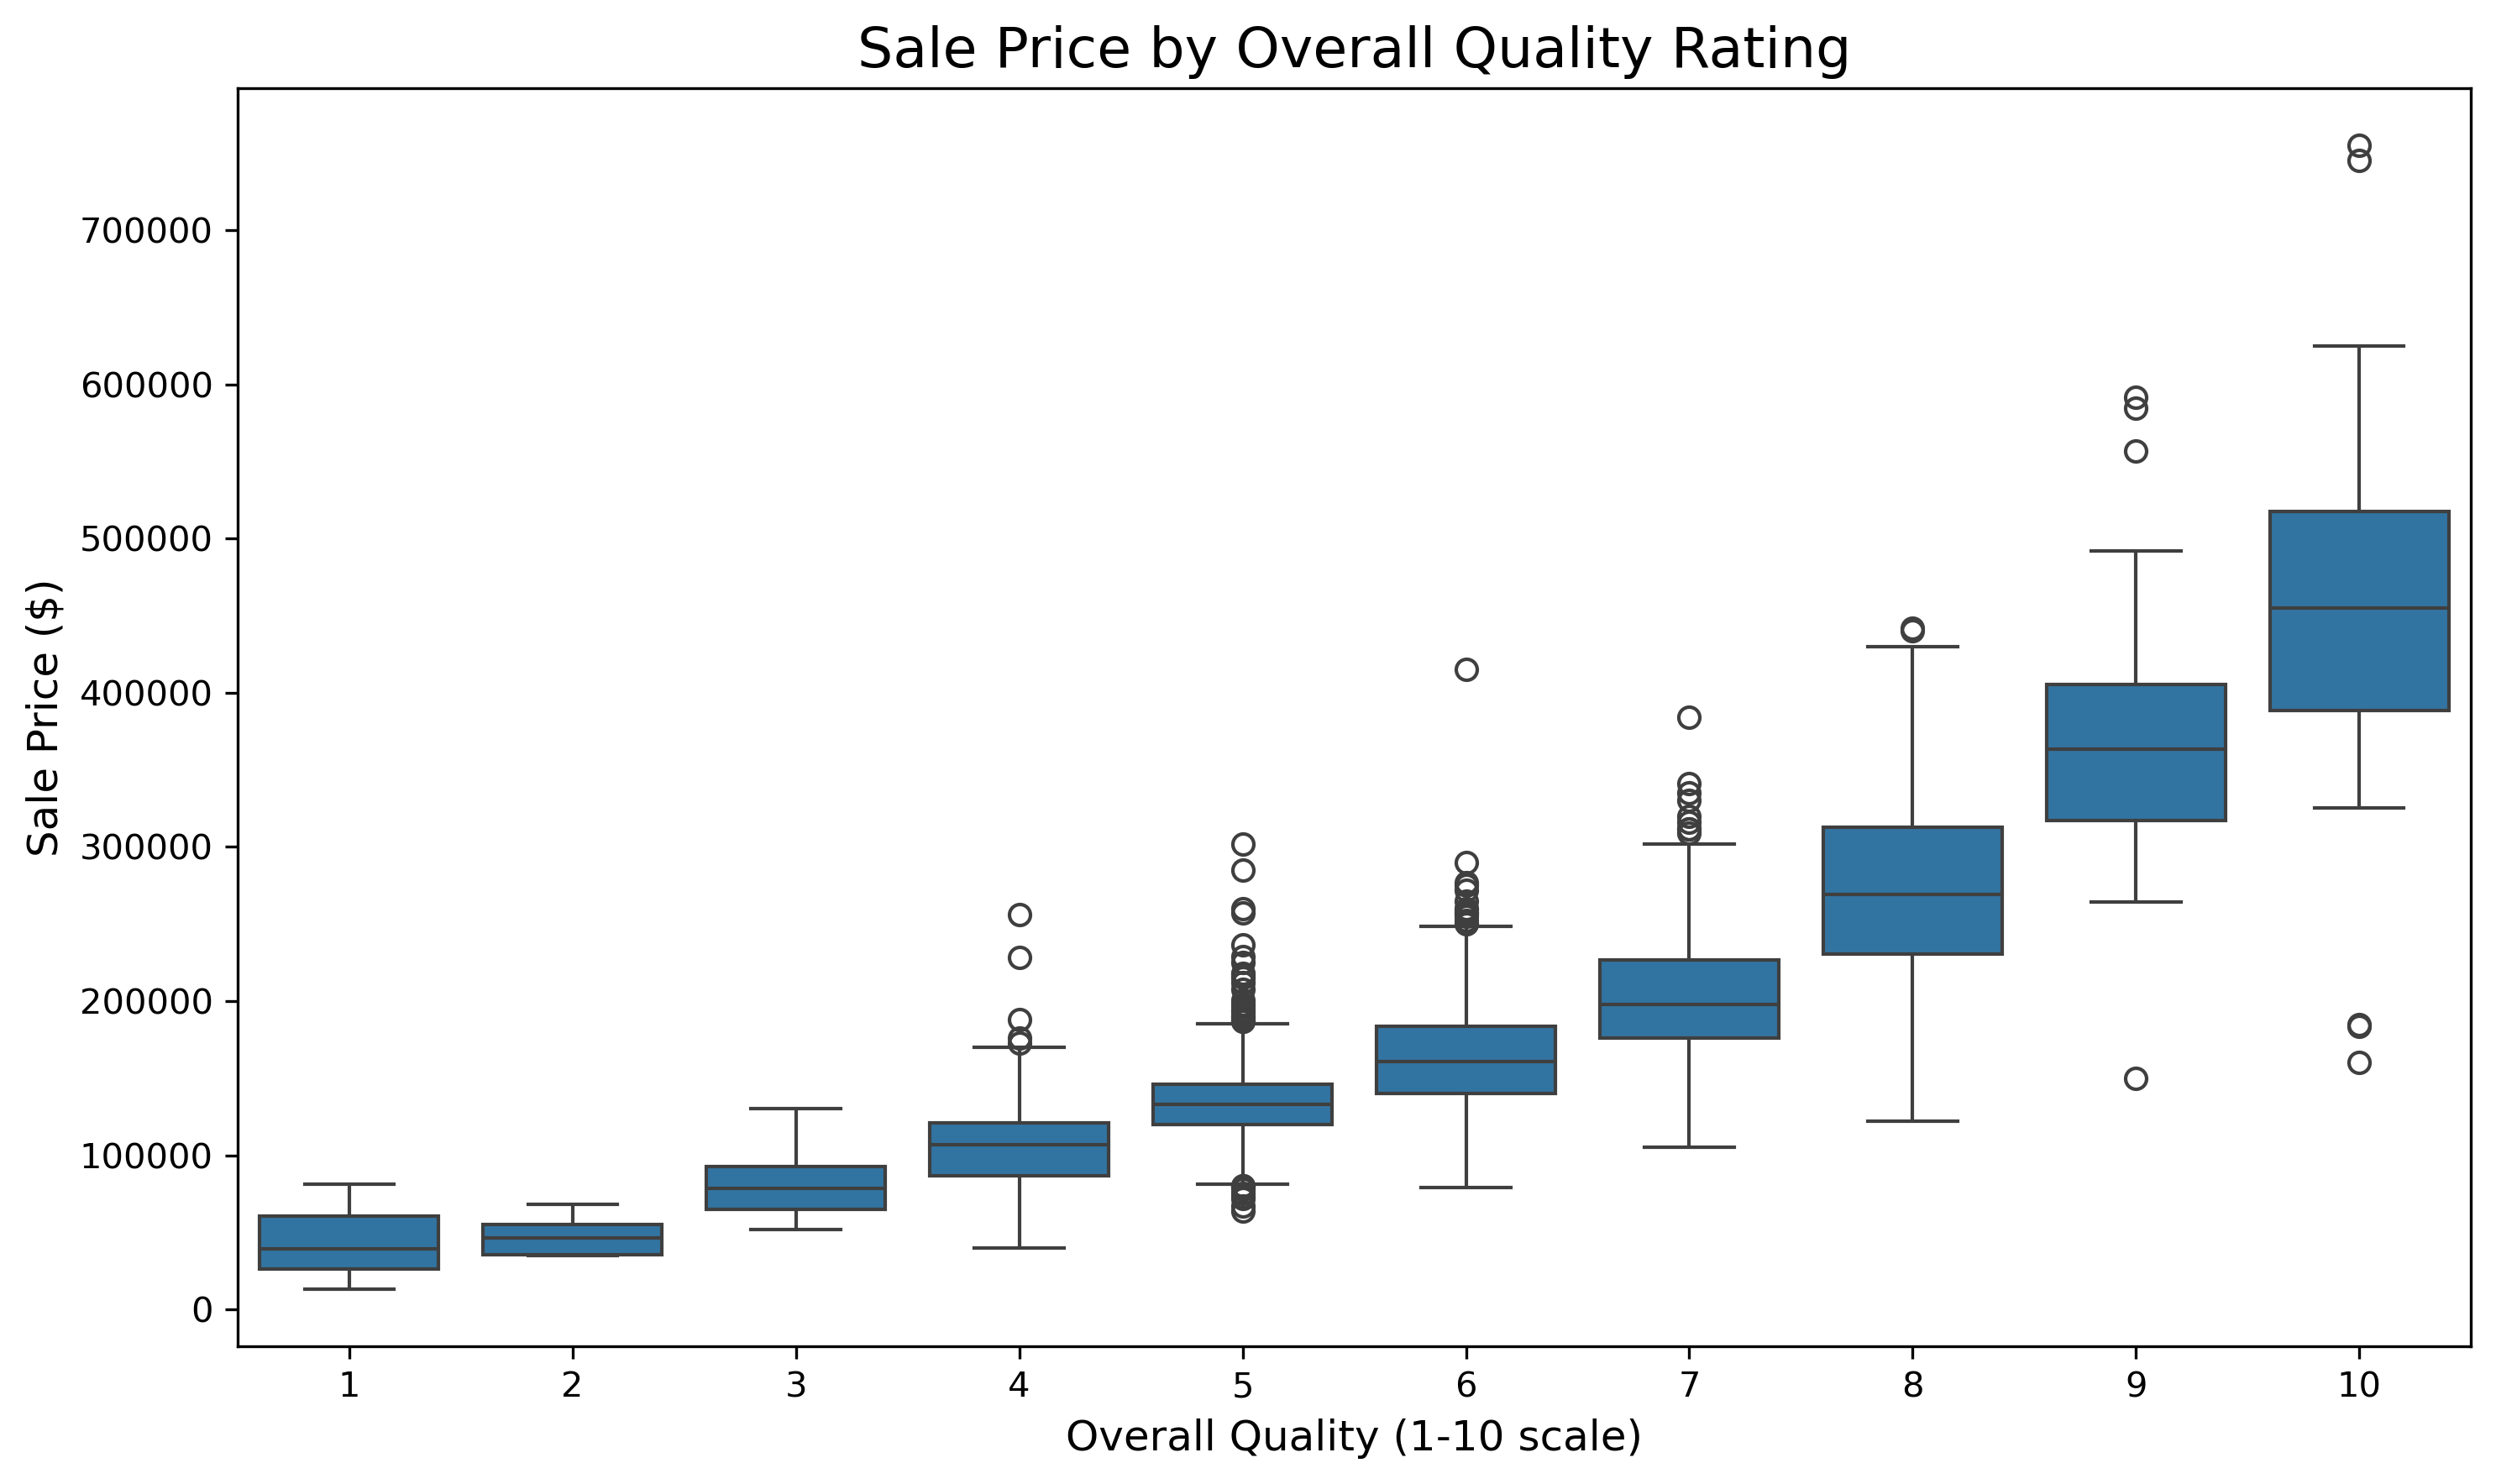 Sale Price by Overall Quality Rating
Sale Price ($)
700000
600000
500000
400000
300000
200000
100000
0
1 2 3 4 5 6 7 8 9 10
Overall Quality (1-10 scale)